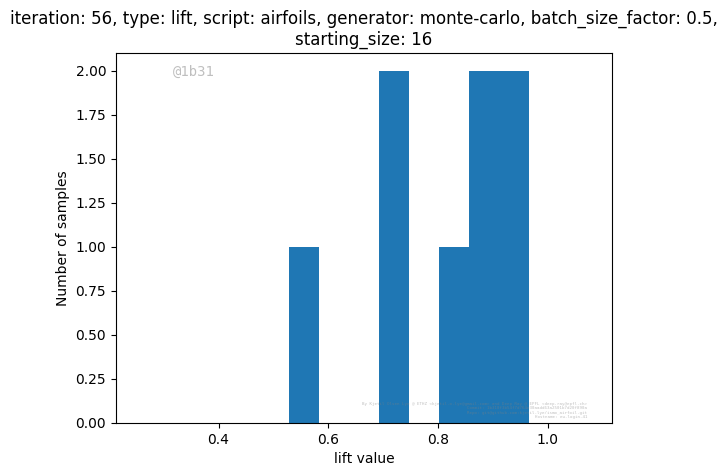 iteration: 56, type: lift, script: airfoils, generator: monte-carlo, batch_size_factor: 0.5,
starting_size: 16
@1b31
2.00
1.75
1.50
1.25
1.00
0.75
0.50
0.25
0.00
Number of samples
0.4 0.6 0.8 1.0
lift value